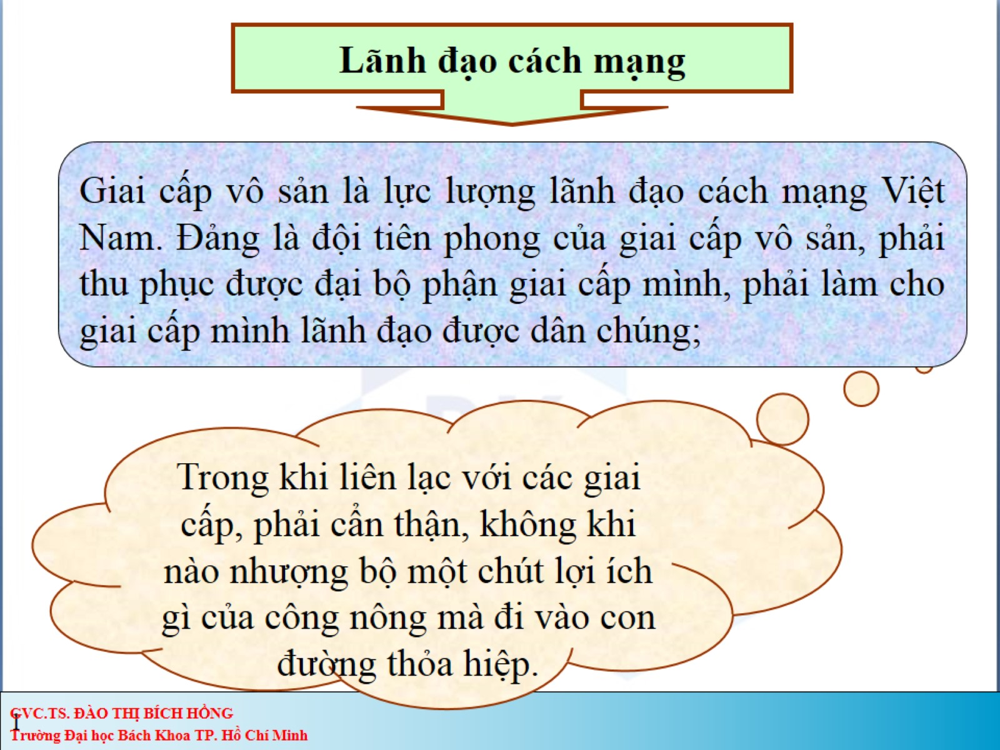 Lãnh đạo cách mạng
Giai cấp vô sản là lực lượng lãnh đạo cách mạng Việt
Nam. Đảng là đội tiên phong của giai cấp vô sản, phải
thu phục được đại bộ phận giai cấp mình, phải làm cho
giai cấp mình lãnh đạo được dân chúng;
Trong khi liên lạc với các giai
cấp, phải cẩn thận, không khi
nào nhượng bộ một chút lợi ích
gì của công nông mà đi vào con
đường thỏa hiệp.
GVC.TS. ĐÀO THỊ BÍCH HỒNG
1
Trường Đại học Bách Khoa TP. Hồ Chí Minh